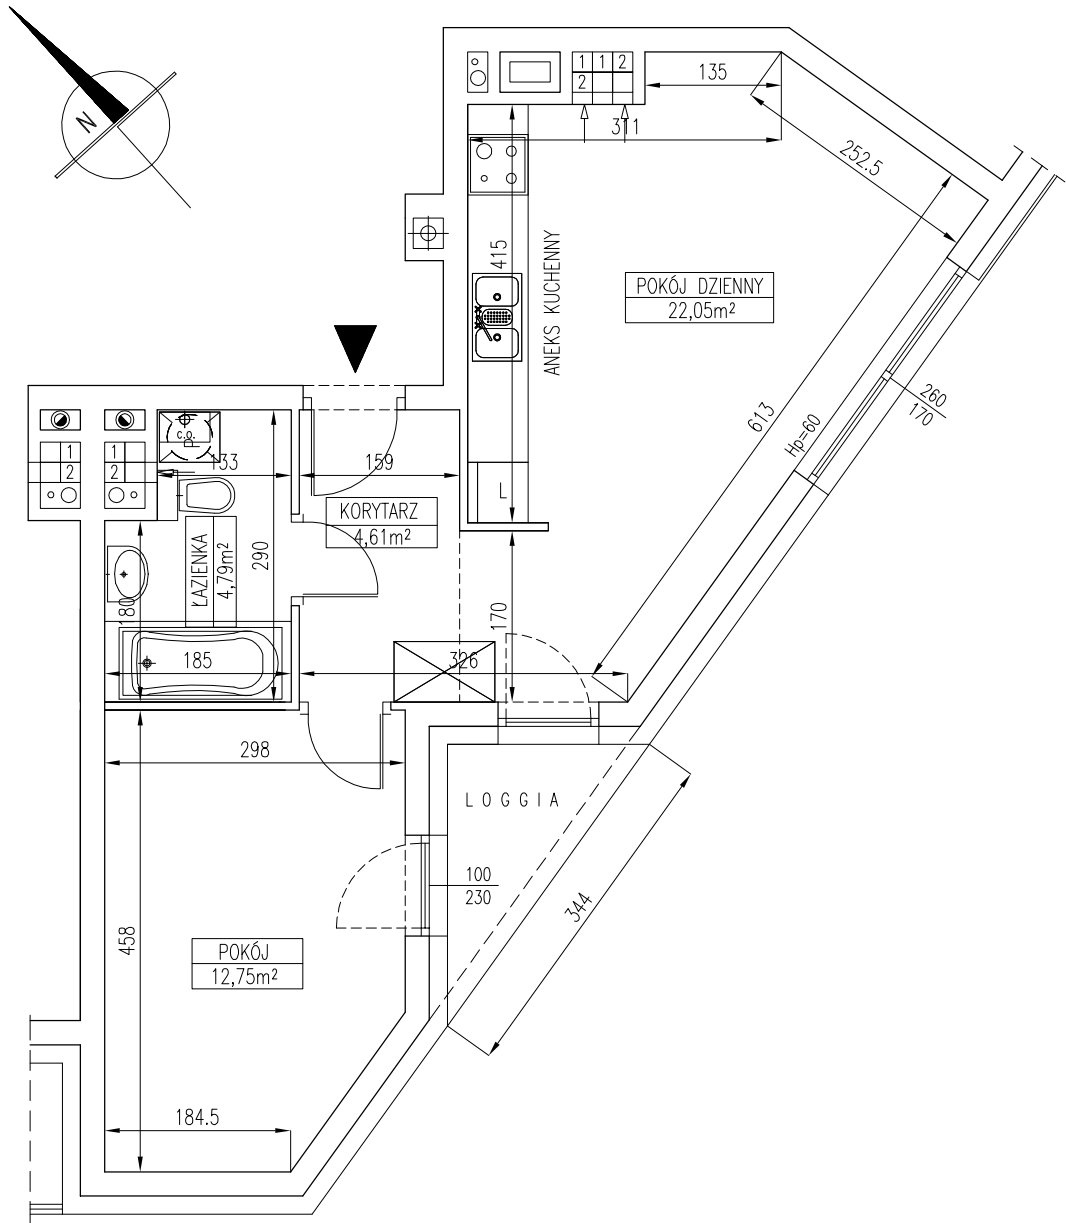 N
1 1 2
2
135
311
252.5
415
ANEKS KUCHENNY
POKÓJ DZIENNY
22,05m²
260
170
613
Hp=60
c.o.
P
1
2
1
2
133
159
L
KORYTARZ
4,61m²
ŁAZIENKA
4,79m²
290
180
185
170
326
298
LOGGIA
100
230
344
458
POKÓJ
12,75m²
184.5